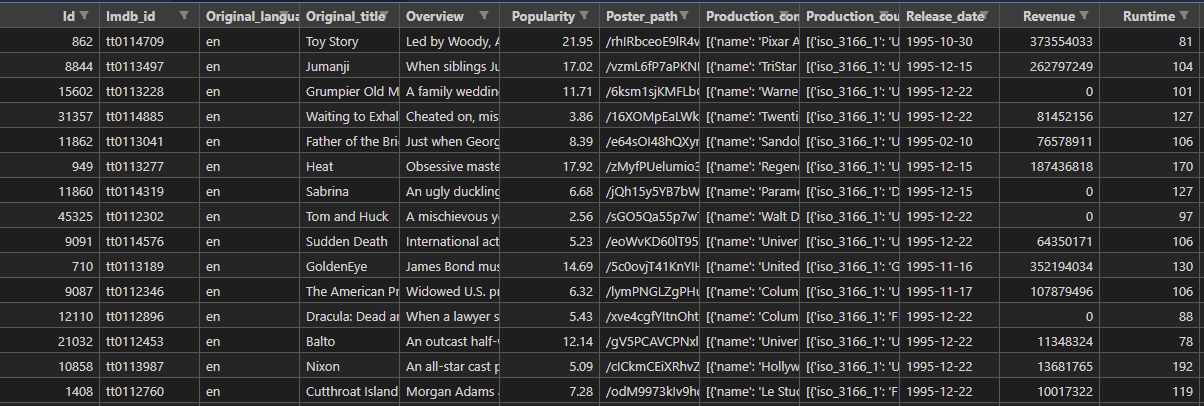 Id Imdb_id Original_langua Original_title Overview Popularity Poster_path Production_con Production_cou Release_date Revenue Runtime
862 tt0114709 en Toy Story Led by Woody, A 21.95 /rhIRbceoE9lR4v [{'name': 'Pixar A [{'iso_3166_1': 'U 1995-10-30 373554033 81
8844 tt0113497 en Jumanji When siblings Ju 17.02 /vzmL6fP7aPKN [{'name': 'TriStar [{'iso_3166_1': 'U 1995-12-15 262797249 104
15602 tt0113228 en Grumpier Old M A family wedding 11.71 /6ksm1sjKMFLb [{'name': 'Warne [{'iso_3166_1': 'U 1995-12-22 0 101
31357 tt0114885 en Waiting to Exhal Cheated on, mis 3.86 /16XOMpEaLWk [{'name': 'Twenti [{'iso_3166_1': 'U 1995-12-22 81452156 127
11862 tt0113041 en Father of the Bri Just when Georg 8.39 /e64sOI48hQXyr [{'name': 'Sandol [{'iso_3166_1': 'U 1995-02-10 76578911 106
949 tt0113277 en Heat Obsessive maste 17.92 /zMyfPUelumio3 [{'name': 'Regen [{'iso_3166_1': 'U 1995-12-15 187436818 170
11860 tt0114319 en Sabrina An ugly duckling 6.68 /jQh15y5YB7bW [{'name': 'Param [{'iso_3166_1': 'D 1995-12-15 0 127
45325 tt0112302 en Tom and Huck A mischievous y 2.56 /sGO5Qa55p7w [{'name': 'Walt D [{'iso_3166_1': 'U 1995-12-22 0 97
9091 tt0114576 en Sudden Death International act 5.23 /eoWvKD60lT95 [{'name': 'Univer [{'iso_3166_1': 'U 1995-12-22 64350171 106
710 tt0113189 en GoldenEye James Bond mus 14.69 /5c0ovjT41KnYIH [{'name': 'United [{'iso_3166_1': 'G 1995-11-16 352194034 130
9087 tt0112346 en The American Pr Widowed U.S. pr 6.32 /lymPNGLZgPHu [{'name': 'Colum [{'iso_3166_1': 'U 1995-11-17 107879496 106
12110 tt0112896 en Dracula: Dead ar When a lawyer s 5.43 /xve4cgfYItnOht [{'name': 'Colum [{'iso_3166_1': 'F 1995-12-22 0 88
21032 tt0112453 en Balto An outcast half-v 12.14 /gV5PCAVCPNxl [{'name': 'Univer [{'iso_3166_1': 'U 1995-12-22 11348324 78
10858 tt0113987 en Nixon An all-star cast p 5.09 /cICkmCEiXRhvZ [{'name': 'Hollyw [{'iso_3166_1': 'U 1995-12-22 13681765 192
1408 tt0112760 en Cutthroat Island Morgan Adams 7.28 /odM9973kIv9h [{'name': 'Le Stu [{'iso_3166_1': 'F 1995-12-22 10017322 119